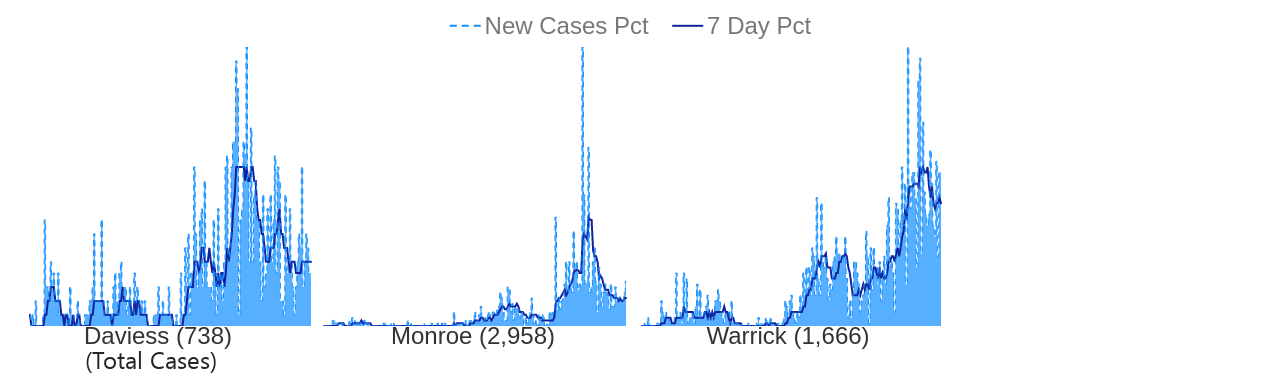 New Cases Pct 7 Day Pct
Daviess (738) Monroe (2,958) Warrick (1,666)
(Total Cases)